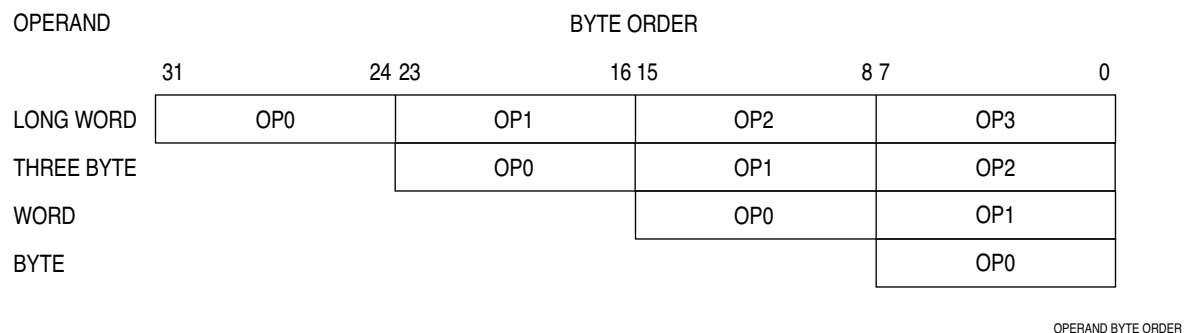 OPERAND BYTE ORDER
31 24 23 16 15 8 7 0
LONG WORD OP0 OP1 OP2 OP3
THREE BYTE OP0 OP1 OP2
WORD OP0 OP1
BYTE OP0
OPERAND BYTE ORDER